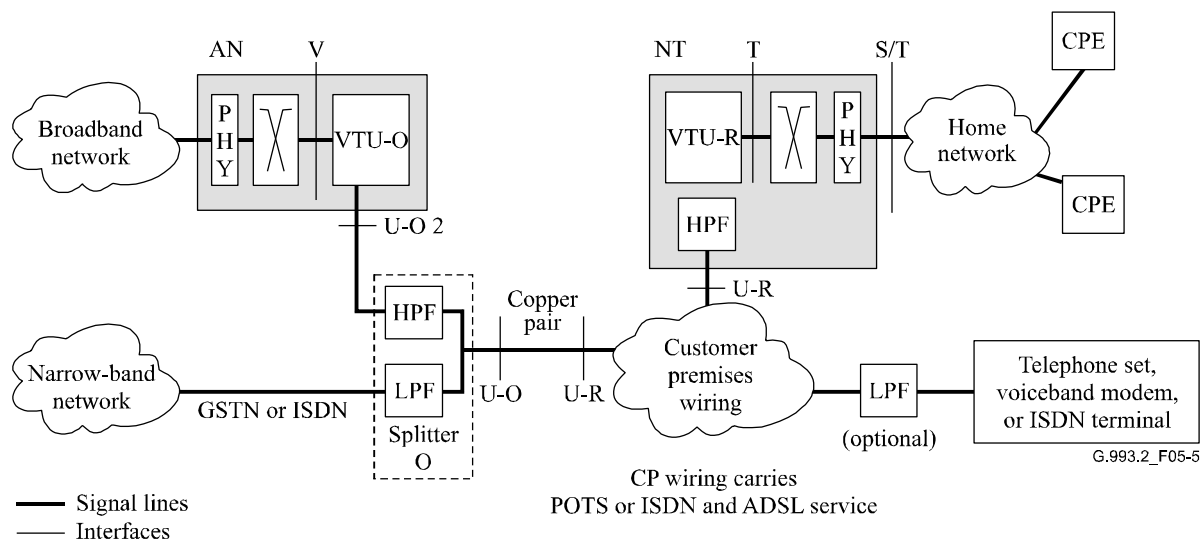 AN
V
NT
T
S/T
CPE
Broadband
network
P
H
Y
VTU-O
VTU-R
P
H
Y
Home
network
CPE
U-O 2
HPF
U-R
HPF
Copper
pair
Narrow-band
network
GSTN or ISDN
LPF
Splitter
O
U-O
U-R
Customer
premises
wiring
LPF
(optional)
Telephone set,
voiceband modem,
or ISDN terminal
G.993.2_F05-5
CP wiring carries
POTS or ISDN and ADSL service
Signal lines
Interfaces